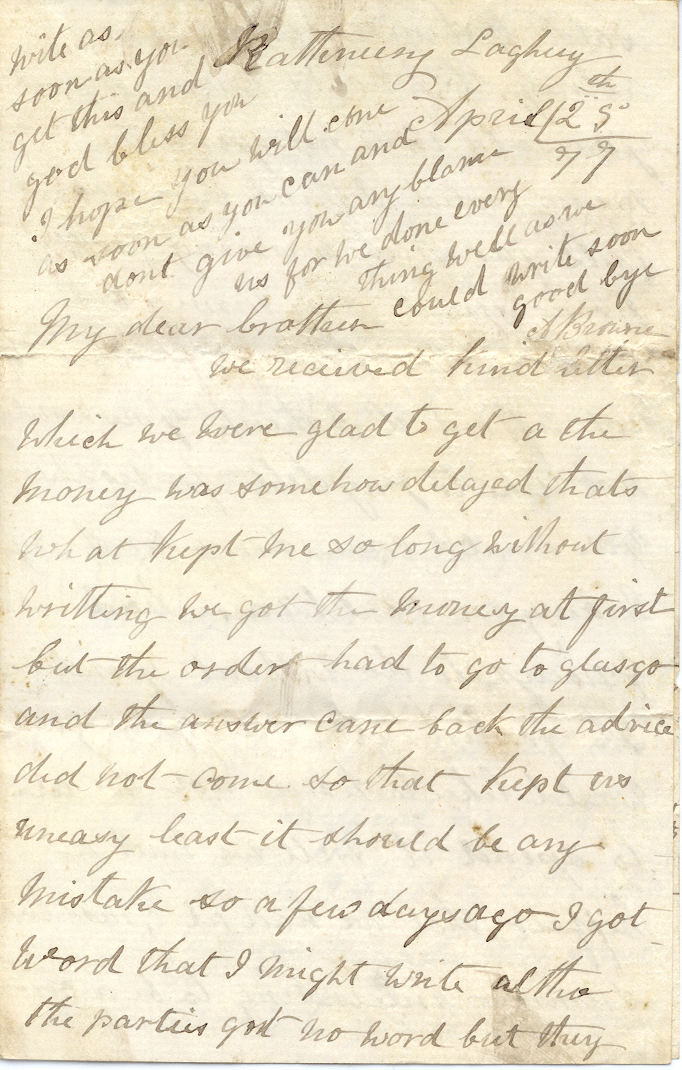 write as
soon as you
get this and
god bless you
I hope you will come
as soon as you can and
dont give you any blame
us for we done every
thing well as we
could write soon
good bye
A Browne
Laghey
April 25th
77
My dear brother
we recieved kind letter
which we were glad to get a the
money was somehow delayed thats
what kept me so long without
writting we got the money at first
but the order had to go to glasgo
and the answer came back the advice
did not come so that kept us
uneasy least it should be any
mistake so a few days ago I got
word that I might write altho
the parties got no word but they